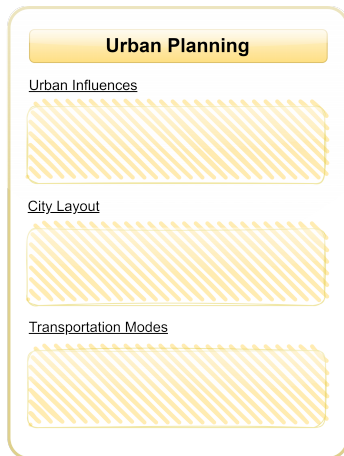 Urban Planning
Urban Influences
City Layout
Transportation Modes